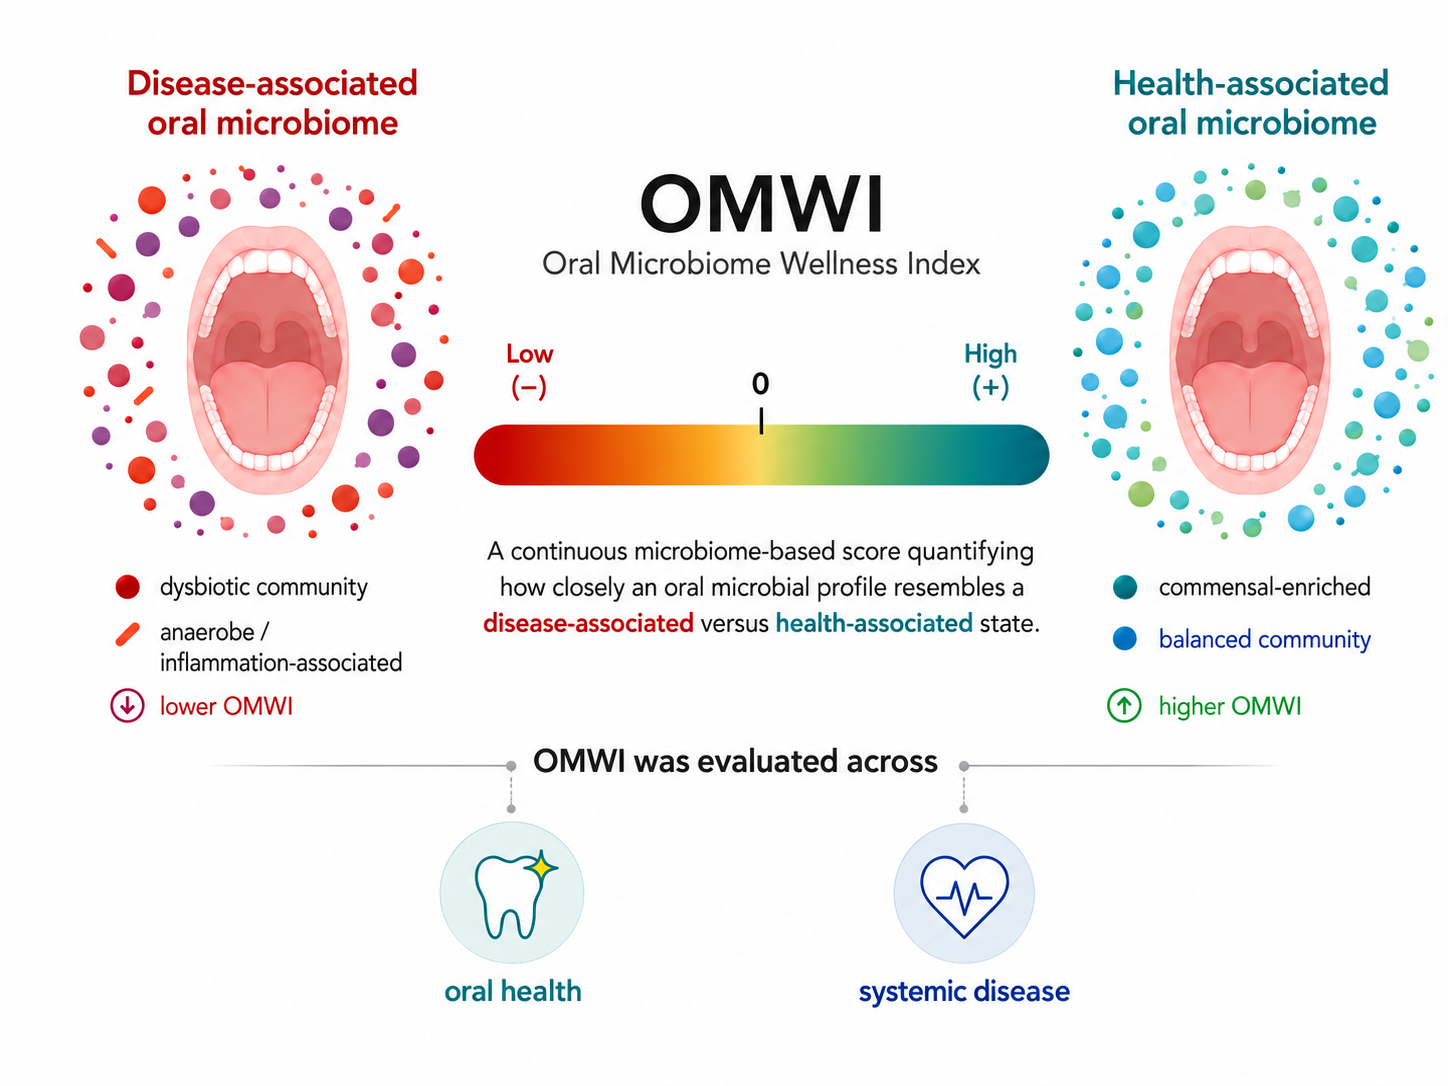 Disease-associated
oral microbiome
Health-associated
oral microbiome
OMWI
Oral Microbiome Wellness Index
Low
(−)
0
High
(+)
A continuous microbiome-based score quantifying
how closely an oral microbial profile resembles a
disease-associated versus health-associated state.
dysbiotic community
anaerobe /
inflammation-associated
lower OMWI
commensal-enriched
balanced community
higher OMWI
OMWI was evaluated across
oral health
systemic disease